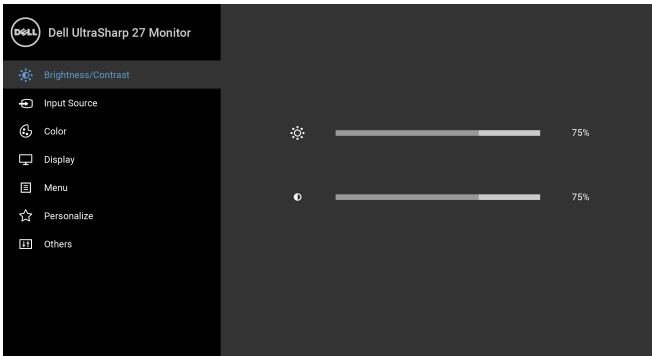 DELL
Dell UltraSharp 27 Monitor
Brightness/Contrast
Input Source
Color
75%
Display
Menu
75%
Personalize
Others